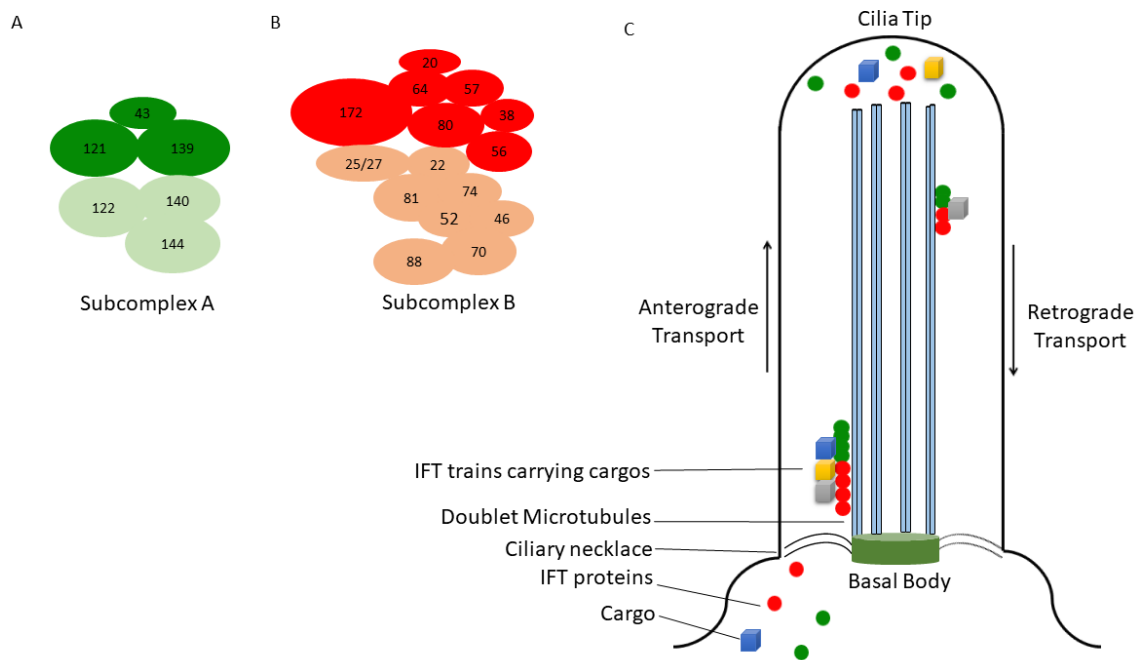 A
43
121
139
122
140
144
Subcomplex A
B
20
64
57
172
80
38
56
25/27
22
81
74
52
46
88
70
Subcomplex B
C
Cilia Tip
Anterograde
Transport
Retrograde
Transport
IFT trains carrying cargos
Doublet Microtubules
Ciliary necklace
IFT proteins
Cargo
Basal Body